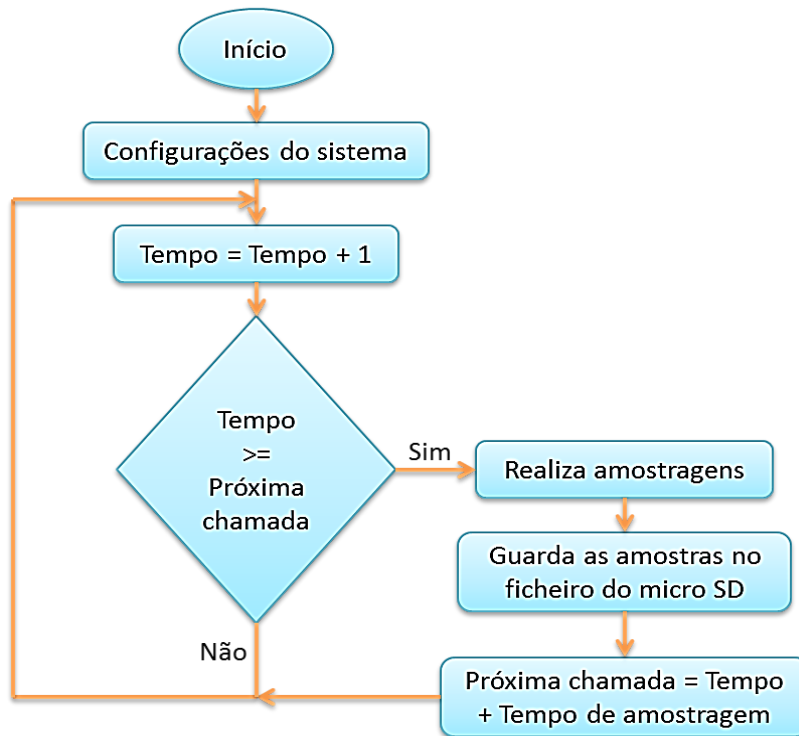 Início
Configurações do sistema
Tempo = Tempo + 1
Tempo
>=
Próxima
chamada
Sim
Realiza amostragens
Guarda as amostras no
ficheiro do micro SD
Não
Próxima chamada = Tempo
+ Tempo de amostragem